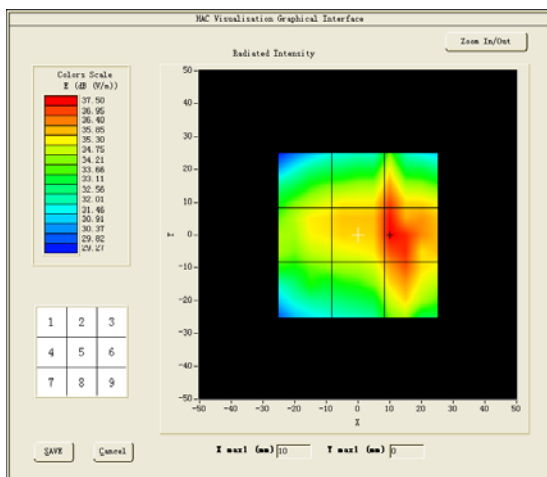 HAC Visualisation Graphical Interface
Zoom In/Out
Radiated Intensity
Colors Scale
E (dB (V/m))
37.50
36.95
36.40
35.85
35.30
34.75
34.21
33.66
33.11
32.56
32.01
31.46
30.91
30.37
29.82
29.27
50
40
30
20
10
0
-10
-20
-30
-40
-50
Y
-50 -40 -30 -20 -10 0 10 20 30 40 50
X
1 2 3
4 5 6
7 8 9
SAVE
Cancel
X max1 (mm) 10
Y max1 (mm) 0